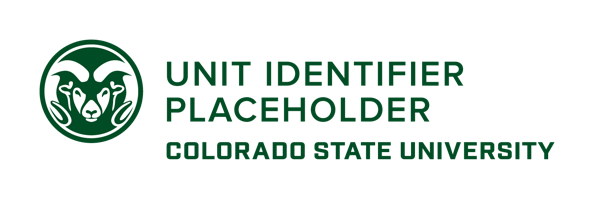 UNIT IDENTIFIER
PLACEHOLDER
COLORADO STATE UNIVERSITY